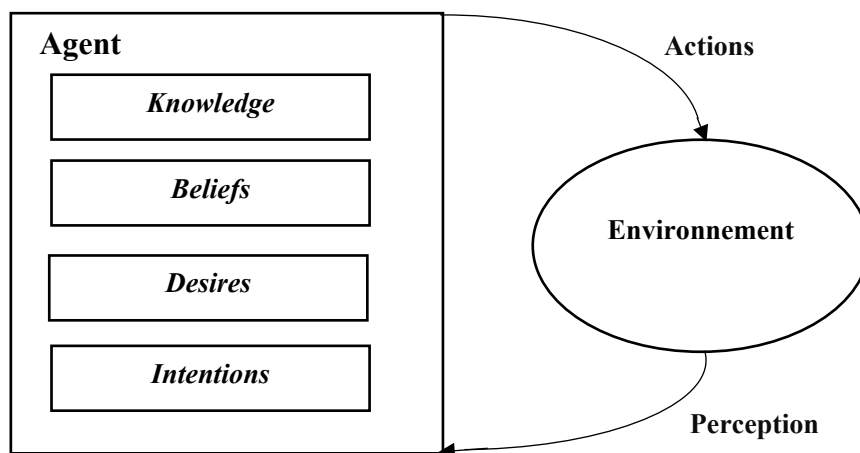 Agent
Knowledge
Beliefs
Desires
Intentions
Actions
Environnement
Perception